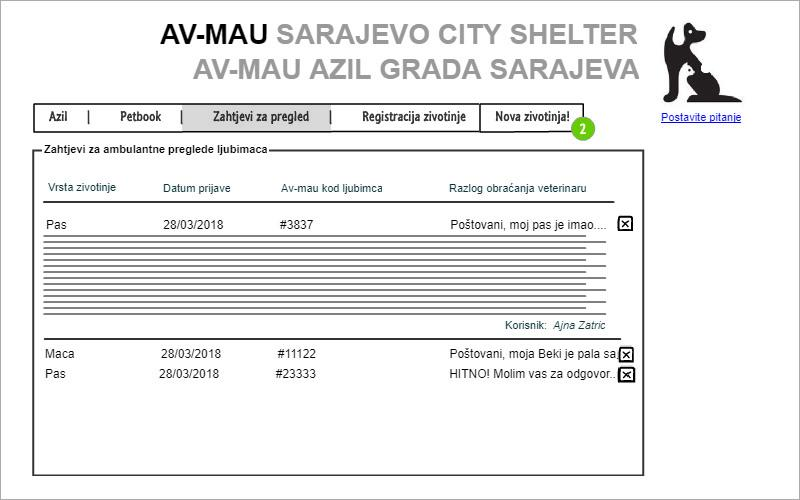 AV-MAU SARAJEVO CITY SHELTER
AV-MAU AZIL GRADA SARAJEVA
Postavite pitanje
Azil | Petbook | Zahtjevi za pregled | Registracija zivotinje Nova zivotinja!
2
Zahtjevi za ambulantne preglede ljubimaca
Vrsta zivotinje Datum prijave Av-mau kod ljubimca Razlog obraćanja veterinaru
Pas 28/03/2018 #3837 Poštovani, moj pas je imao....
Korisnik: Ajna Zatric
Maca 28/03/2018 #11122 Poštovani, moja Beki je pala sa
Pas 28/03/2018 #23333 HITNO! Molim vas za odgovor..